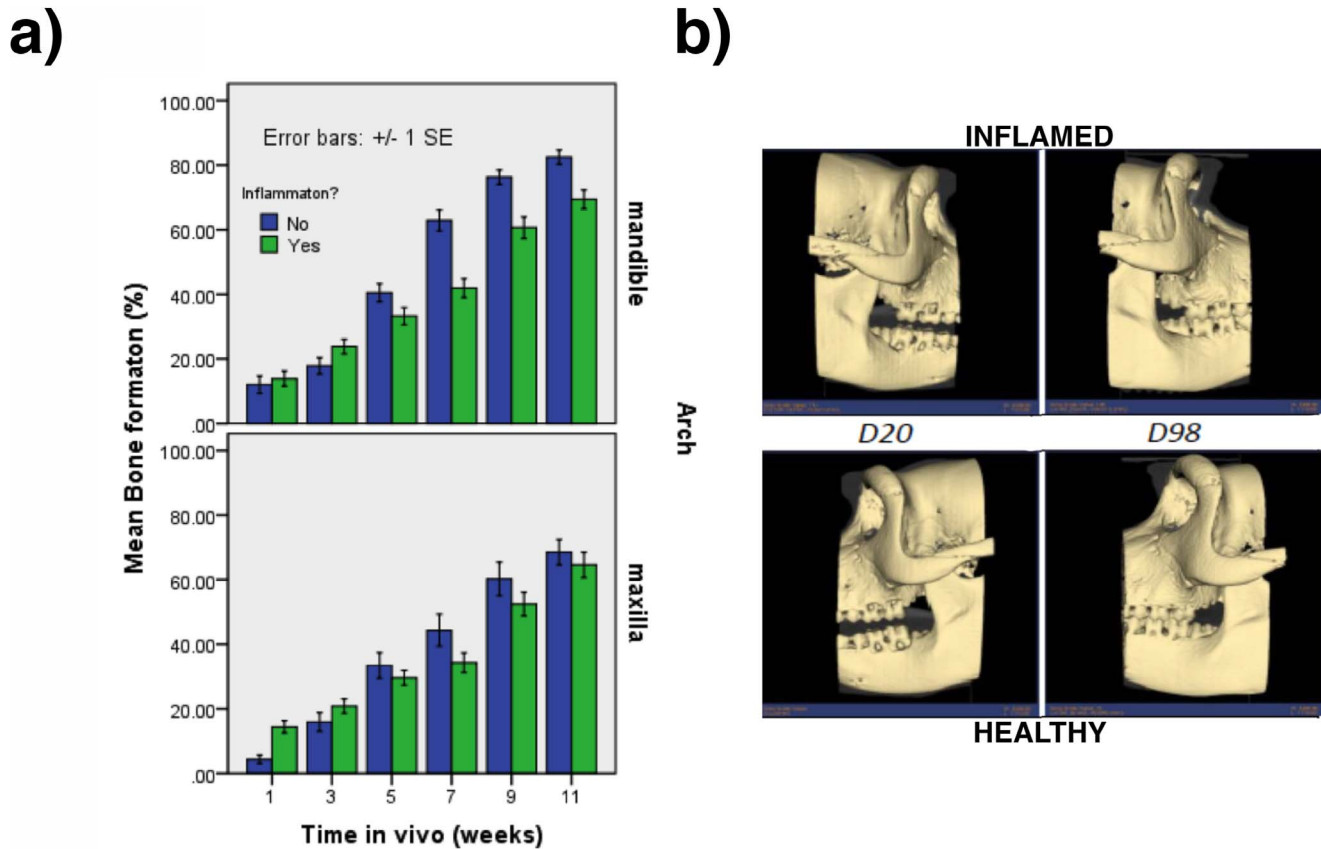 a)
Mean Bone formaton (%)
100.00
80.00
60.00
40.00
20.00
.00
Error bars: +/- 1 SE
Inflammaton?
No
Yes
mandible
100.00
80.00
60.00
40.00
20.00
.00
maxilla
Arch
1 3 5 7 9 11
Time in vivo (weeks)
b)
INFLAMED
D20 D98
HEALTHY